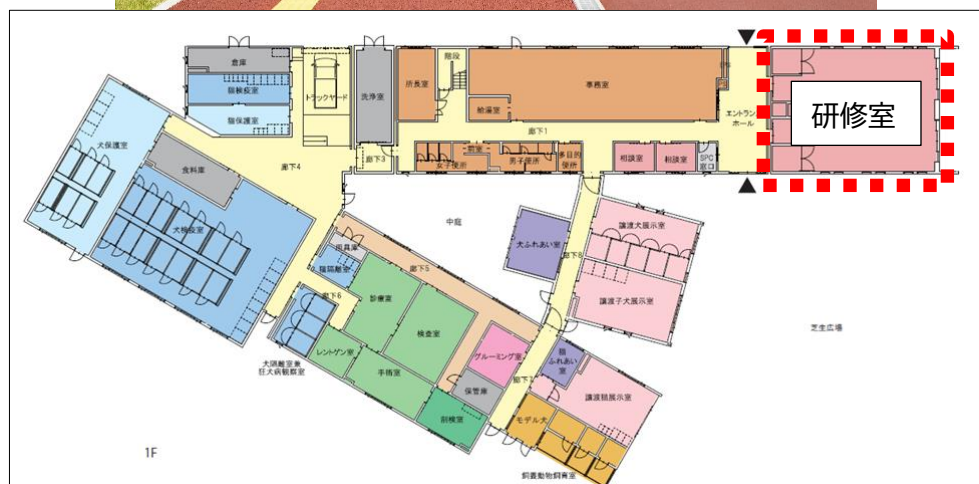 倉庫
猫検疫室
猫保護室
トラックヤード
洗浄室
所長室
階段
給湯室
事務室
エントランス
ホール
研修室
廊下1
犬保護室
廊下4
廊下3
食料庫
女子便所
男子便所
多目的
便所
相談室
相談室
SPC
窓口
犬検疫室
中庭
犬ふれあい室
譲渡犬展示室
廊下8
用具庫
猫隔離室
廊下5
譲渡子犬展示室
廊下6
診療室
検査室
芝生広場
犬隔離室兼
狂犬病観察室
レントゲン室
手術室
グルーミング室
猫
ふれあい
室
廊下7
保管庫
譲渡猫展示室
剖検室
モデル犬
飼養動物飼育室
1F